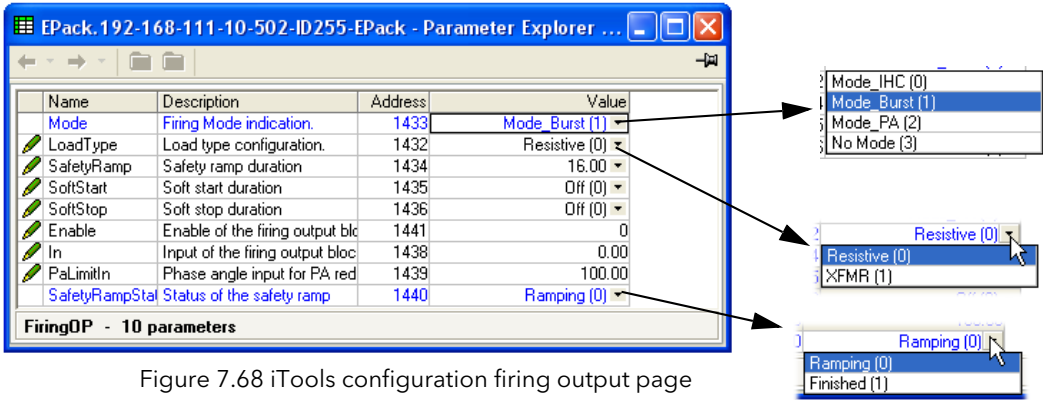 EPack.192-168-111-10-502-ID255-EPack - Parameter Explorer ...
Name Description Address Value
Mode Firing Mode indication. 1433 Mode_Burst (1)
LoadType Load type configuration. 1432 Resistive (0)
SafetyRamp Safety ramp duration 1434 16.00
SoftStart Soft start duration 1435 Off (0)
SoftStop Soft stop duration 1436 Off (0)
Enable Enable of the firing output blc 1441 0
In Input of the firing output bloc 1438 0.00
PaLimitIn Phase angle input for PA red 1439 100.00
SafetyRampStat Status of the safety ramp 1440 Ramping (0)
FiringOP - 10 parameters
Mode_IHC (0)
Mode_Burst (1)
Mode_PA (2)
No Mode (3)
Resistive (0)
Resistive (0)
XFMR (1)
Ramping (0)
Ramping (0)
Finished (1)
Figure 7.68 iTools configuration firing output page